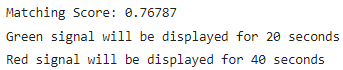 Matching Score: 0.76787
Green signal will be displayed for 20 seconds
Red signal will be displayed for 40 seconds